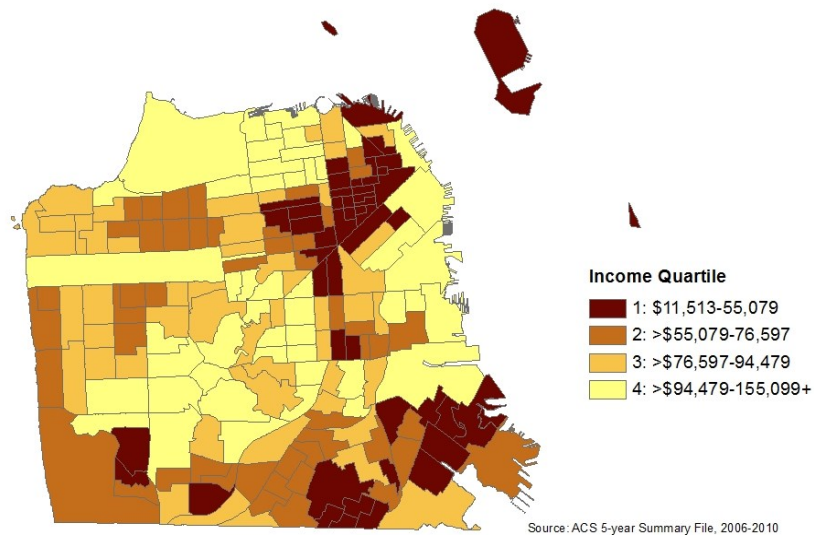 Income Quartile
1: $11,513-55,079
2: >$55,079-76,597
3: >$76,597-94,479
4: >$94,479-155,099+
Source: ACS 5-year Summary File, 2006-2010